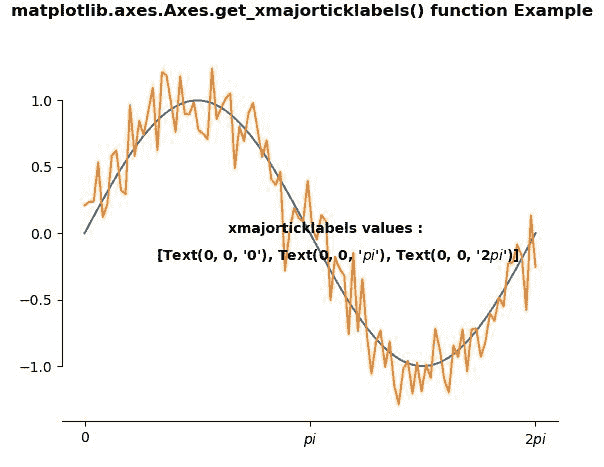 matplotlib.axes.Axes.get_xmajorticklabels() function Example
1.0
0.5
xmajorticklabels values :
0.0
[Text(0, 0, '0'), Text(0, 0, 'pi'), Text(0, 0, '2pi')]
−0.5
−1.0
0 pi 2pi